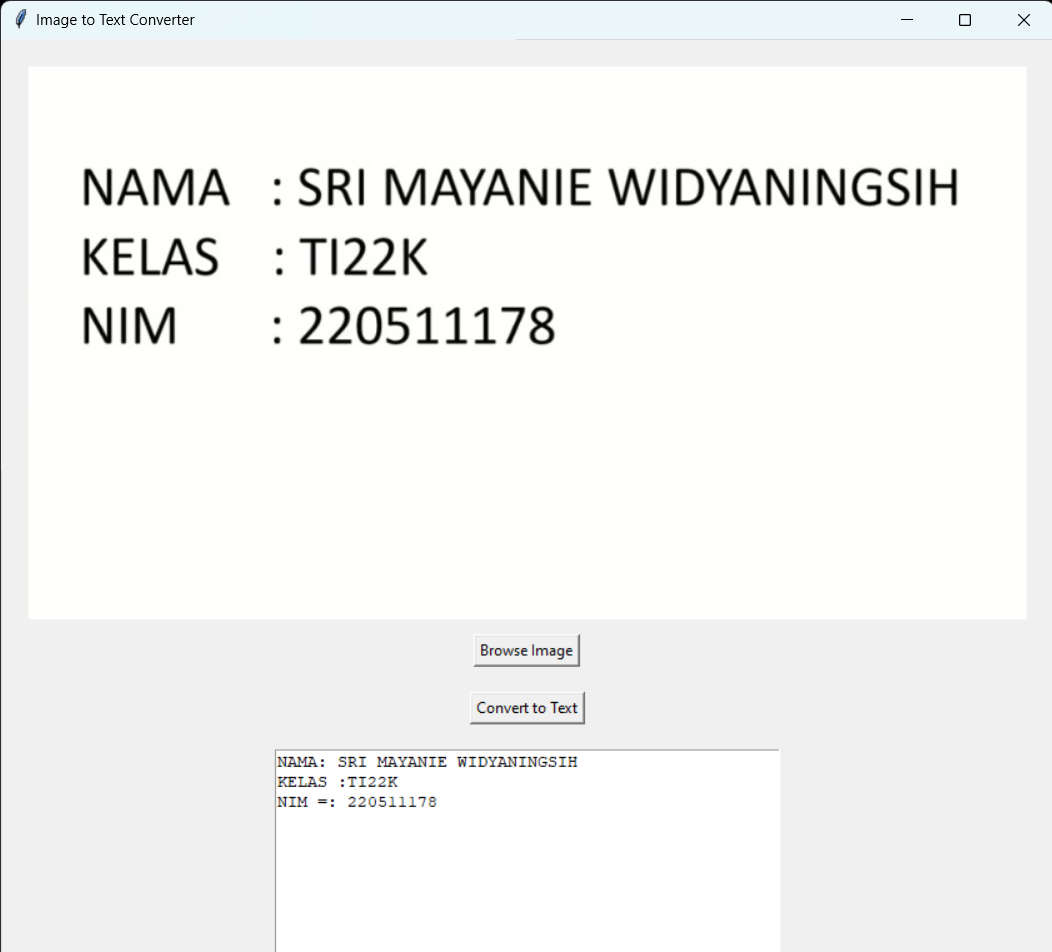 Image to Text Converter
NAMA : SRI MAYANIE WIDYANINGSIH
KELAS : TI22K
NIM : 220511178
Browse Image
Convert to Text
NAMA: SRI MAYANIE WIDYANINGSIH
KELAS :TI22K
NIM =: 220511178